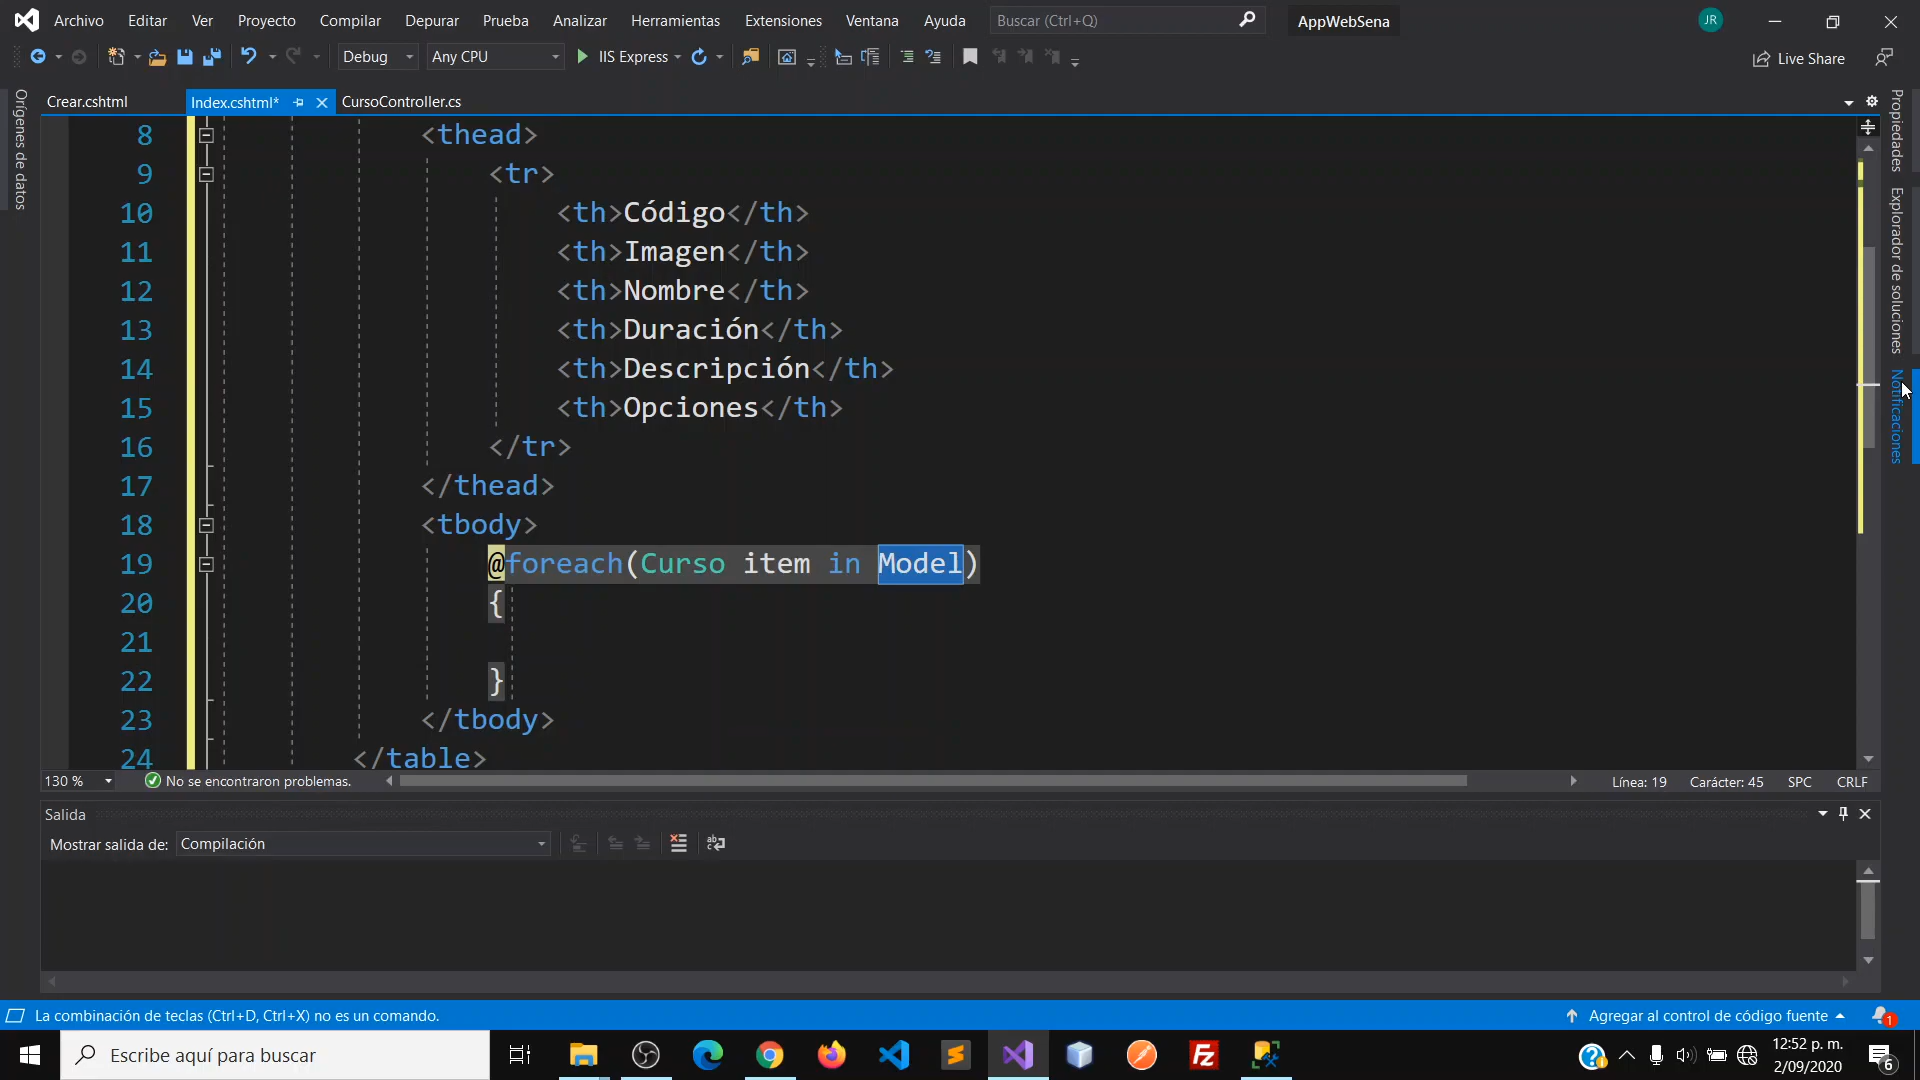 Archivo Editar Ver Proyecto Compilar Depurar Prueba Analizar Herramientas Extensiones Ventana Ayuda Buscar (Ctrl+Q) AppWebSena JR
Debug Any CPU IIS Express Live Share
Crear.cshtml Index.cshtml* CursoController.cs
Orígenes de datos
Propiedades
Explorador de soluciones
Notificaciones
8 <thead>
9 <tr>
10 <th>Código</th>
11 <th>Imagen</th>
12 <th>Nombre</th>
13 <th>Duración</th>
14 <th>Descripción</th>
15 <th>Opciones</th>
16 </tr>
17 </thead>
18 <tbody>
19 @foreach(Curso item in Model)
20 {
21
22 }
23 </tbody>
24 </table>
130 % No se encontraron problemas. Línea: 19 Carácter: 45 SPC CRLF
Salida
Mostrar salida de: Compilación
La combinación de teclas (Ctrl+D, Ctrl+X) no es un comando. Agregar al control de código fuente 1
Escribe aquí para buscar
12:52 p. m.
2/09/2020
6